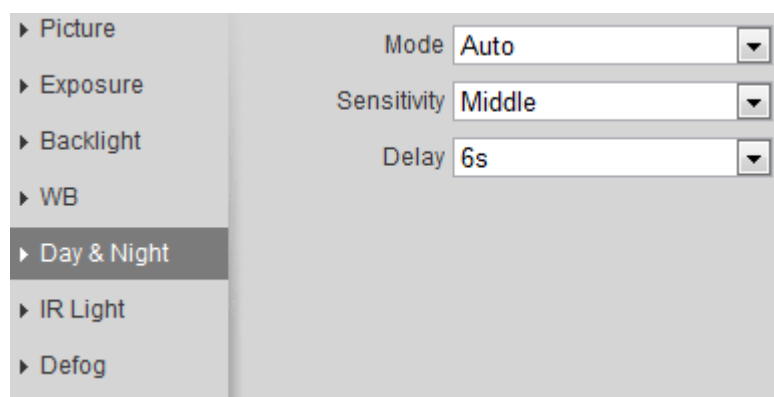 Picture
Exposure
Backlight
WB
Day & Night
IR Light
Defog
Mode Auto
Sensitivity Middle
Delay 6s